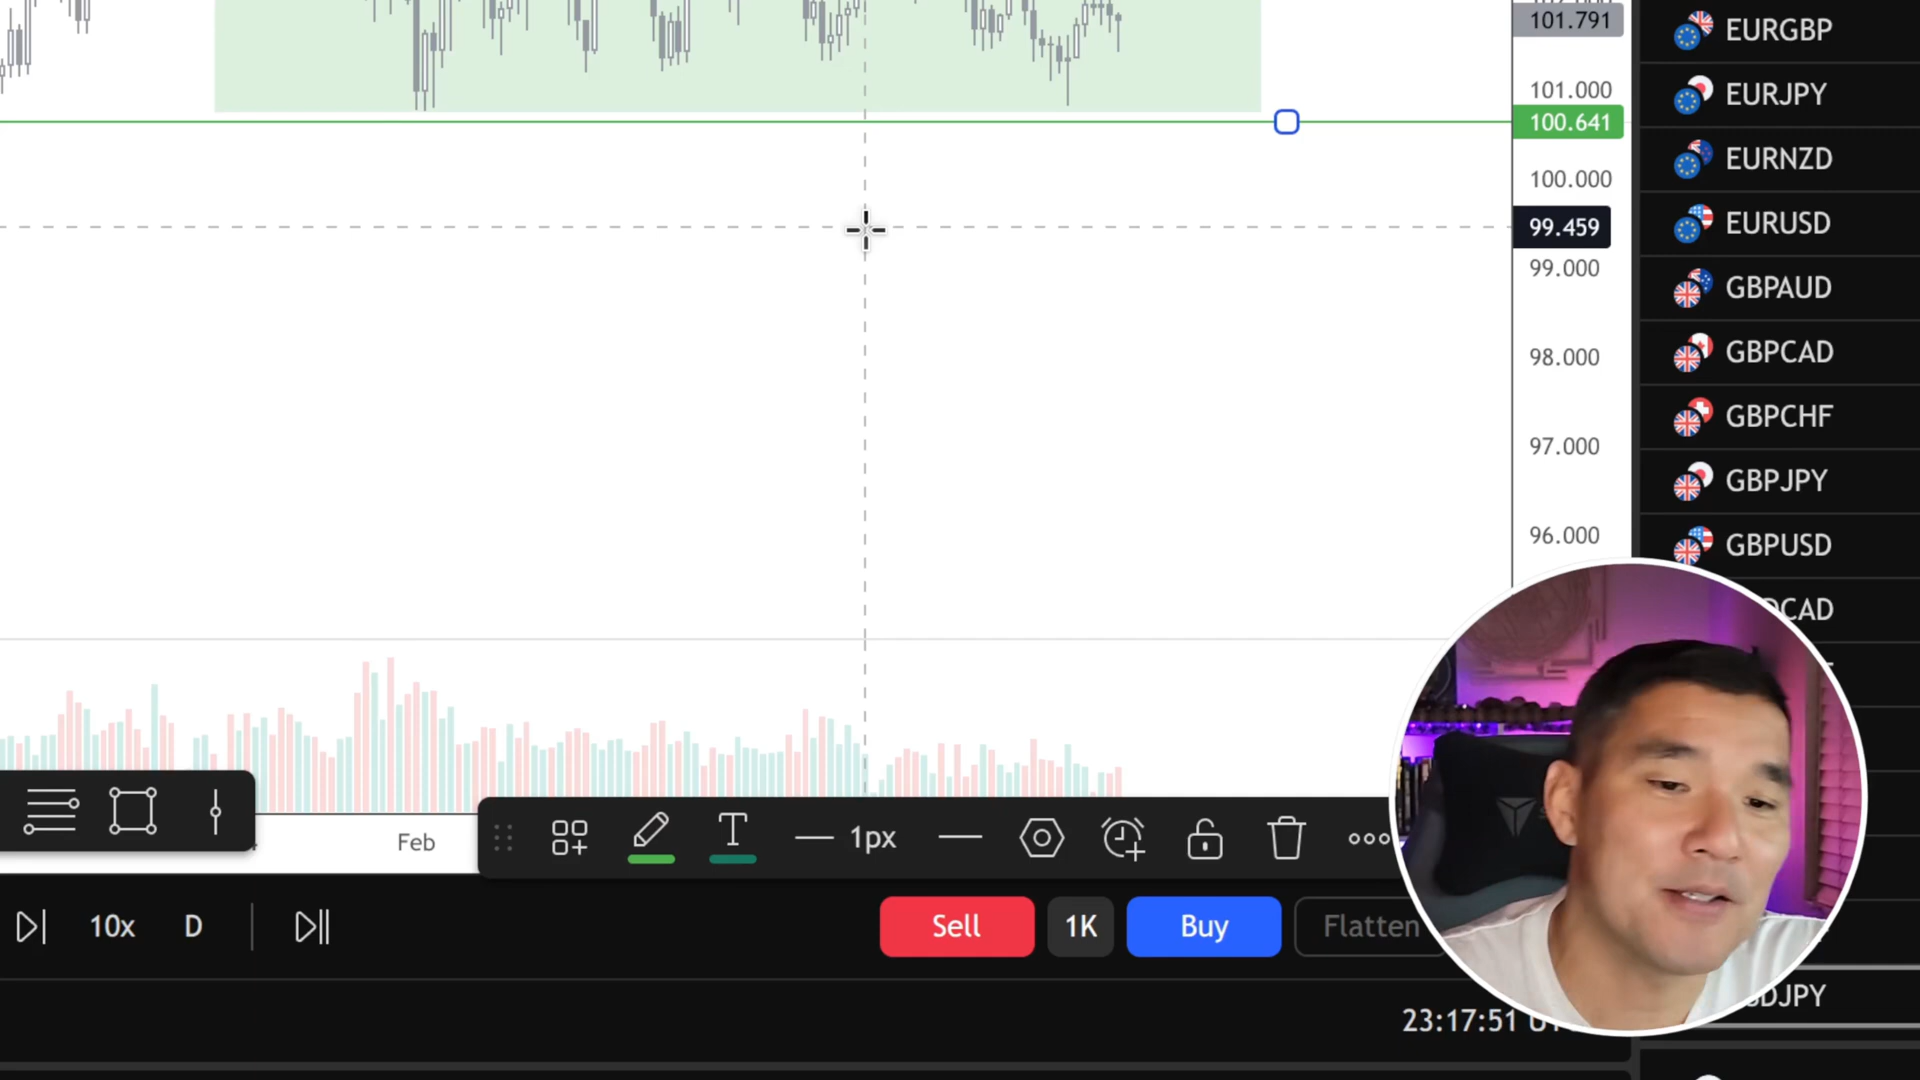 101.791
EURGBP
101.000
EURJPY
100.641
EURNZD
100.000
EURUSD
99.459
99.000
GBPAUD
98.000
GBPCAD
GBPCHF
97.000
GBPJPY
96.000
GBPUSD
CAD
Feb
T
1px
10x
D
Sell
1K
Buy
Flatten
DJPY
23:17:51